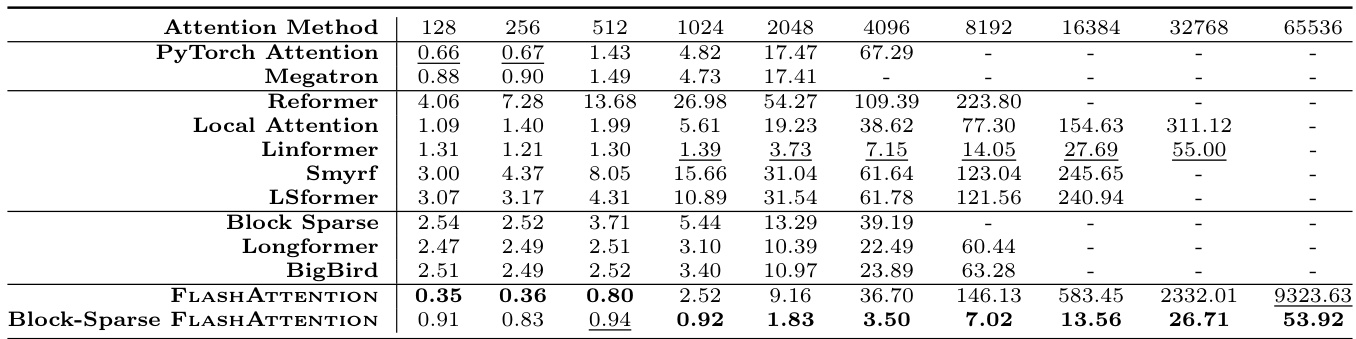 Attention Method 128 256 512 1024 2048 4096 8192 16384 32768 65536
PyTorch Attention 0.66 0.67 1.43 4.82 17.47 67.29 - - - -
Megatron 0.88 0.90 1.49 4.73 17.41 - - - - -
Reformer 4.06 7.28 13.68 26.98 54.27 109.39 223.80 - - -
Local Attention 1.09 1.40 1.99 5.61 19.23 38.62 77.30 154.63 311.12 -
Linformer 1.31 1.21 1.30 1.39 3.73 7.15 14.05 27.69 55.00 -
Smyrf 3.00 4.37 8.05 15.66 31.04 61.64 123.04 245.65 - -
LSformer 3.07 3.17 4.31 10.89 31.54 61.78 121.56 240.94 - -
Block Sparse 2.54 2.52 3.71 5.44 13.29 39.19 - - - -
Longformer 2.47 2.49 2.51 3.10 10.39 22.49 60.44 - - -
BigBird 2.51 2.49 2.52 3.40 10.97 23.89 63.28 - - -
FlashAttention 0.35 0.36 0.80 2.52 9.16 36.70 146.13 583.45 2332.01 9323.63
Block-Sparse FlashAttention 0.91 0.83 0.94 0.92 1.83 3.50 7.02 13.56 26.71 53.92